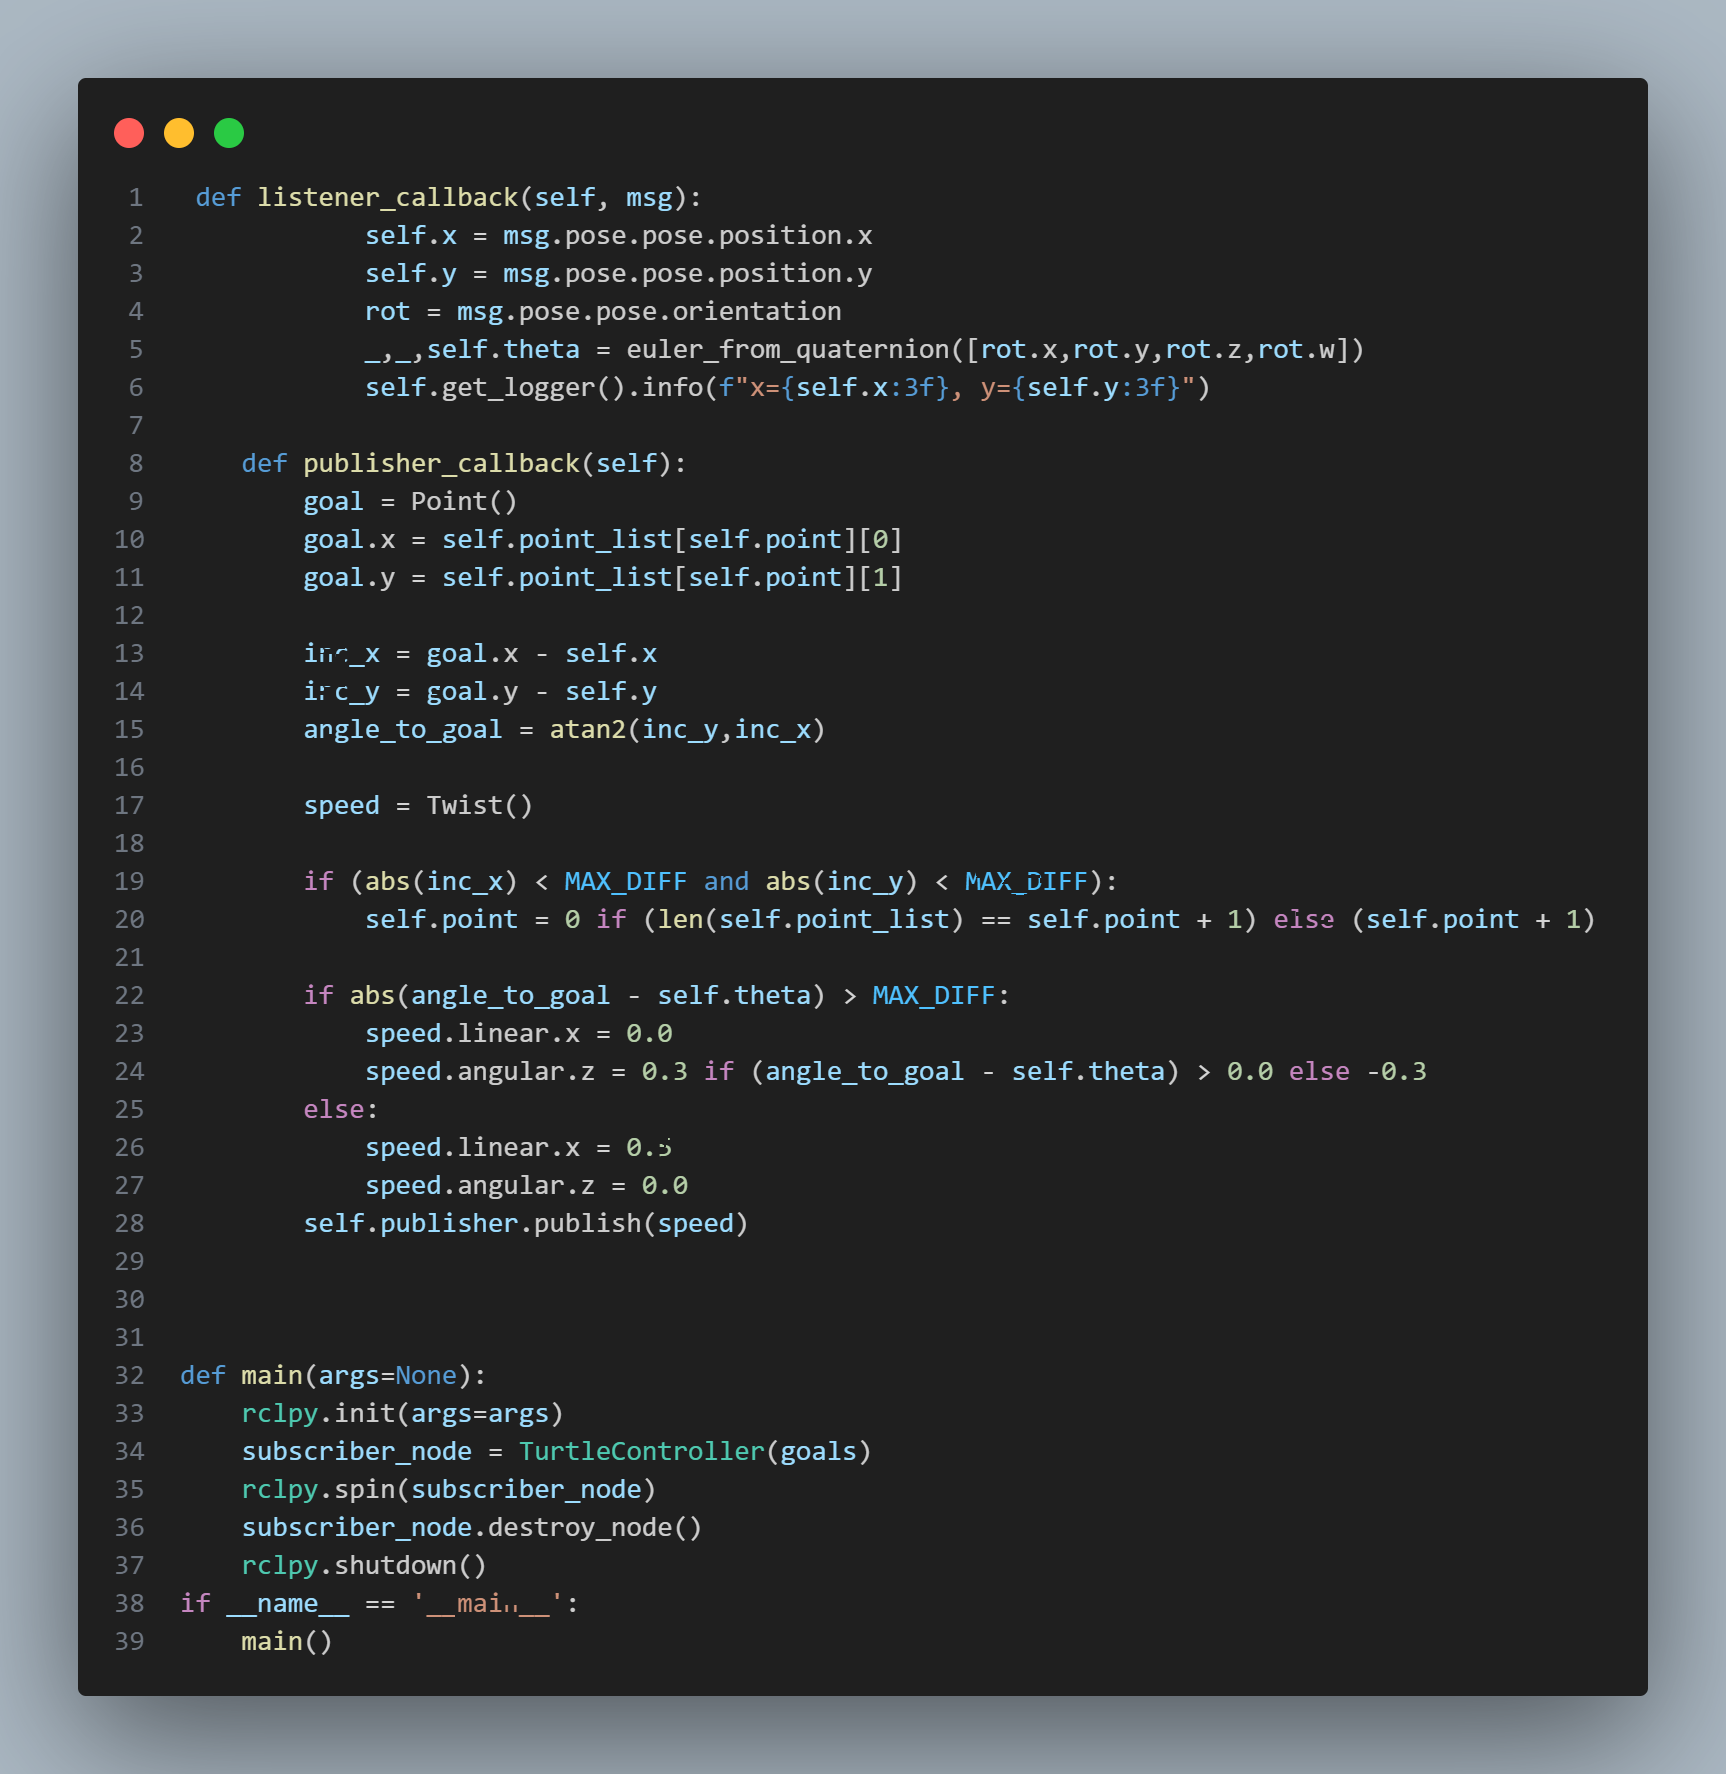 1 def listener_callback(self, msg):
2 self.x = msg.pose.pose.position.x
3 self.y = msg.pose.pose.position.y
4 rot = msg.pose.pose.orientation
5 _,_,self.theta = euler_from_quaternion([rot.x,rot.y,rot.z,rot.w])
6 self.get_logger().info(f"x={self.x:3f}, y={self.y:3f}")
7
8 def publisher_callback(self):
9 goal = Point()
10 goal.x = self.point_list[self.point][0]
11 goal.y = self.point_list[self.point][1]
12
13 inc_x = goal.x - self.x
14 inc_y = goal.y - self.y
15 angle_to_goal = atan2(inc_y,inc_x)
16
17 speed = Twist()
18
19 if (abs(inc_x) < MAX_DIFF and abs(inc_y) < MAX_DIFF):
20 self.point = 0 if (len(self.point_list) == self.point + 1) else (self.point + 1)
21
22 if abs(angle_to_goal - self.theta) > MAX_DIFF:
23 speed.linear.x = 0.0
24 speed.angular.z = 0.3 if (angle_to_goal - self.theta) > 0.0 else -0.3
25 else:
26 speed.linear.x = 0.5
27 speed.angular.z = 0.0
28 self.publisher.publish(speed)
29
30
31
32 def main(args=None):
33 rclpy.init(args=args)
34 subscriber_node = TurtleController(goals)
35 rclpy.spin(subscriber_node)
36 subscriber_node.destroy_node()
37 rclpy.shutdown()
38 if __name__ == '__main__':
39 main()